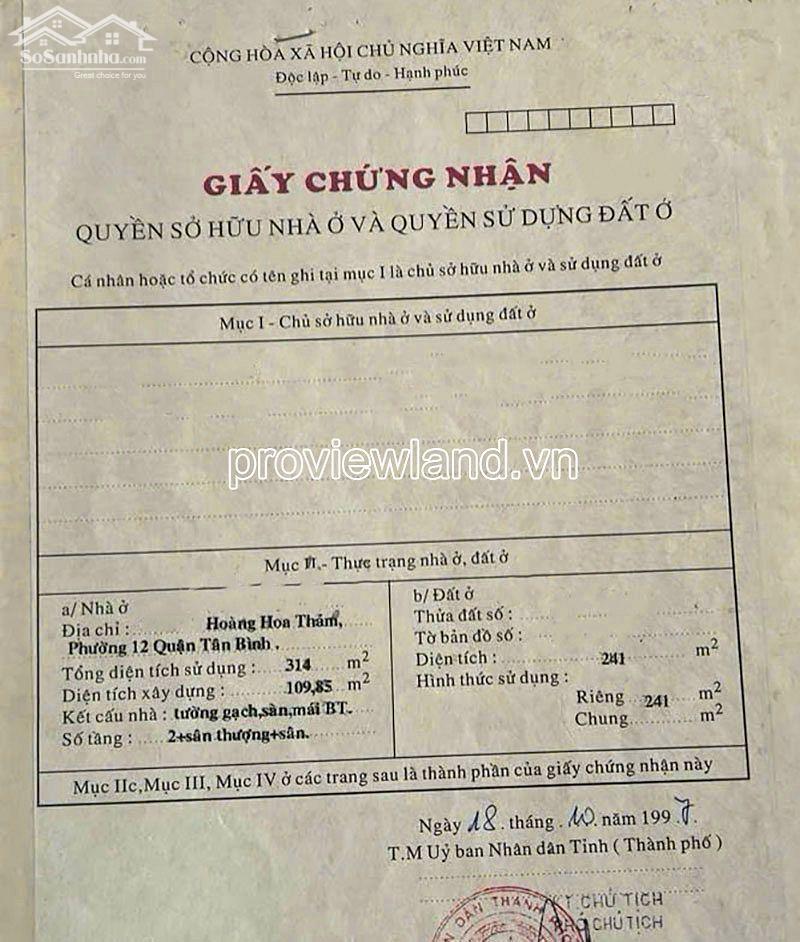 SoSanhnha.com
Great choice for you
CỘNG HÒA XÃ HỘI CHỦ NGHĨA VIỆT NAM
Độc lập - Tự do - Hạnh phúc
GIẤY CHỨNG NHẬN
QUYỀN SỞ HỮU NHÀ Ở VÀ QUYỀN SỬ DỤNG ĐẤT Ở
Cá nhân hoặc tổ chức có tên ghi tại mục I là chủ sở hữu nhà ở và sử dụng đất ở
Mục I - Chủ sở hữu nhà ở và sử dụng đất ở
proviewland.vn
Mục II.- Thực trạng nhà ở, đất ở
a/ Nhà ở
Địa chỉ : Hoàng Hoa Thám,
Phường 12 Quận Tân Bình .
Tổng diện tích sử dụng : 314 m2
Diện tích xây dựng : 109,85 m2
Kết cấu nhà : tường gạch,sàn,mái BT.
Số tầng : 2+sân thượng+sân.
b/ Đất ở
Thửa đất số :
Tờ bản đồ số :
Diện tích : 241 m2
Hình thức sử dụng :
Riêng 241 m2
Chung m2
Mục IIc,Mục III, Mục IV ở các trang sau là thành phần của giấy chứng nhận này
Ngày 18 tháng 10 năm 1997.
T.M Uỷ ban Nhân dân Tỉnh ( Thành phố )
KT.CHỦ TỊCH
PHÓ CHỦ TỊCH
DÂN THÀNH